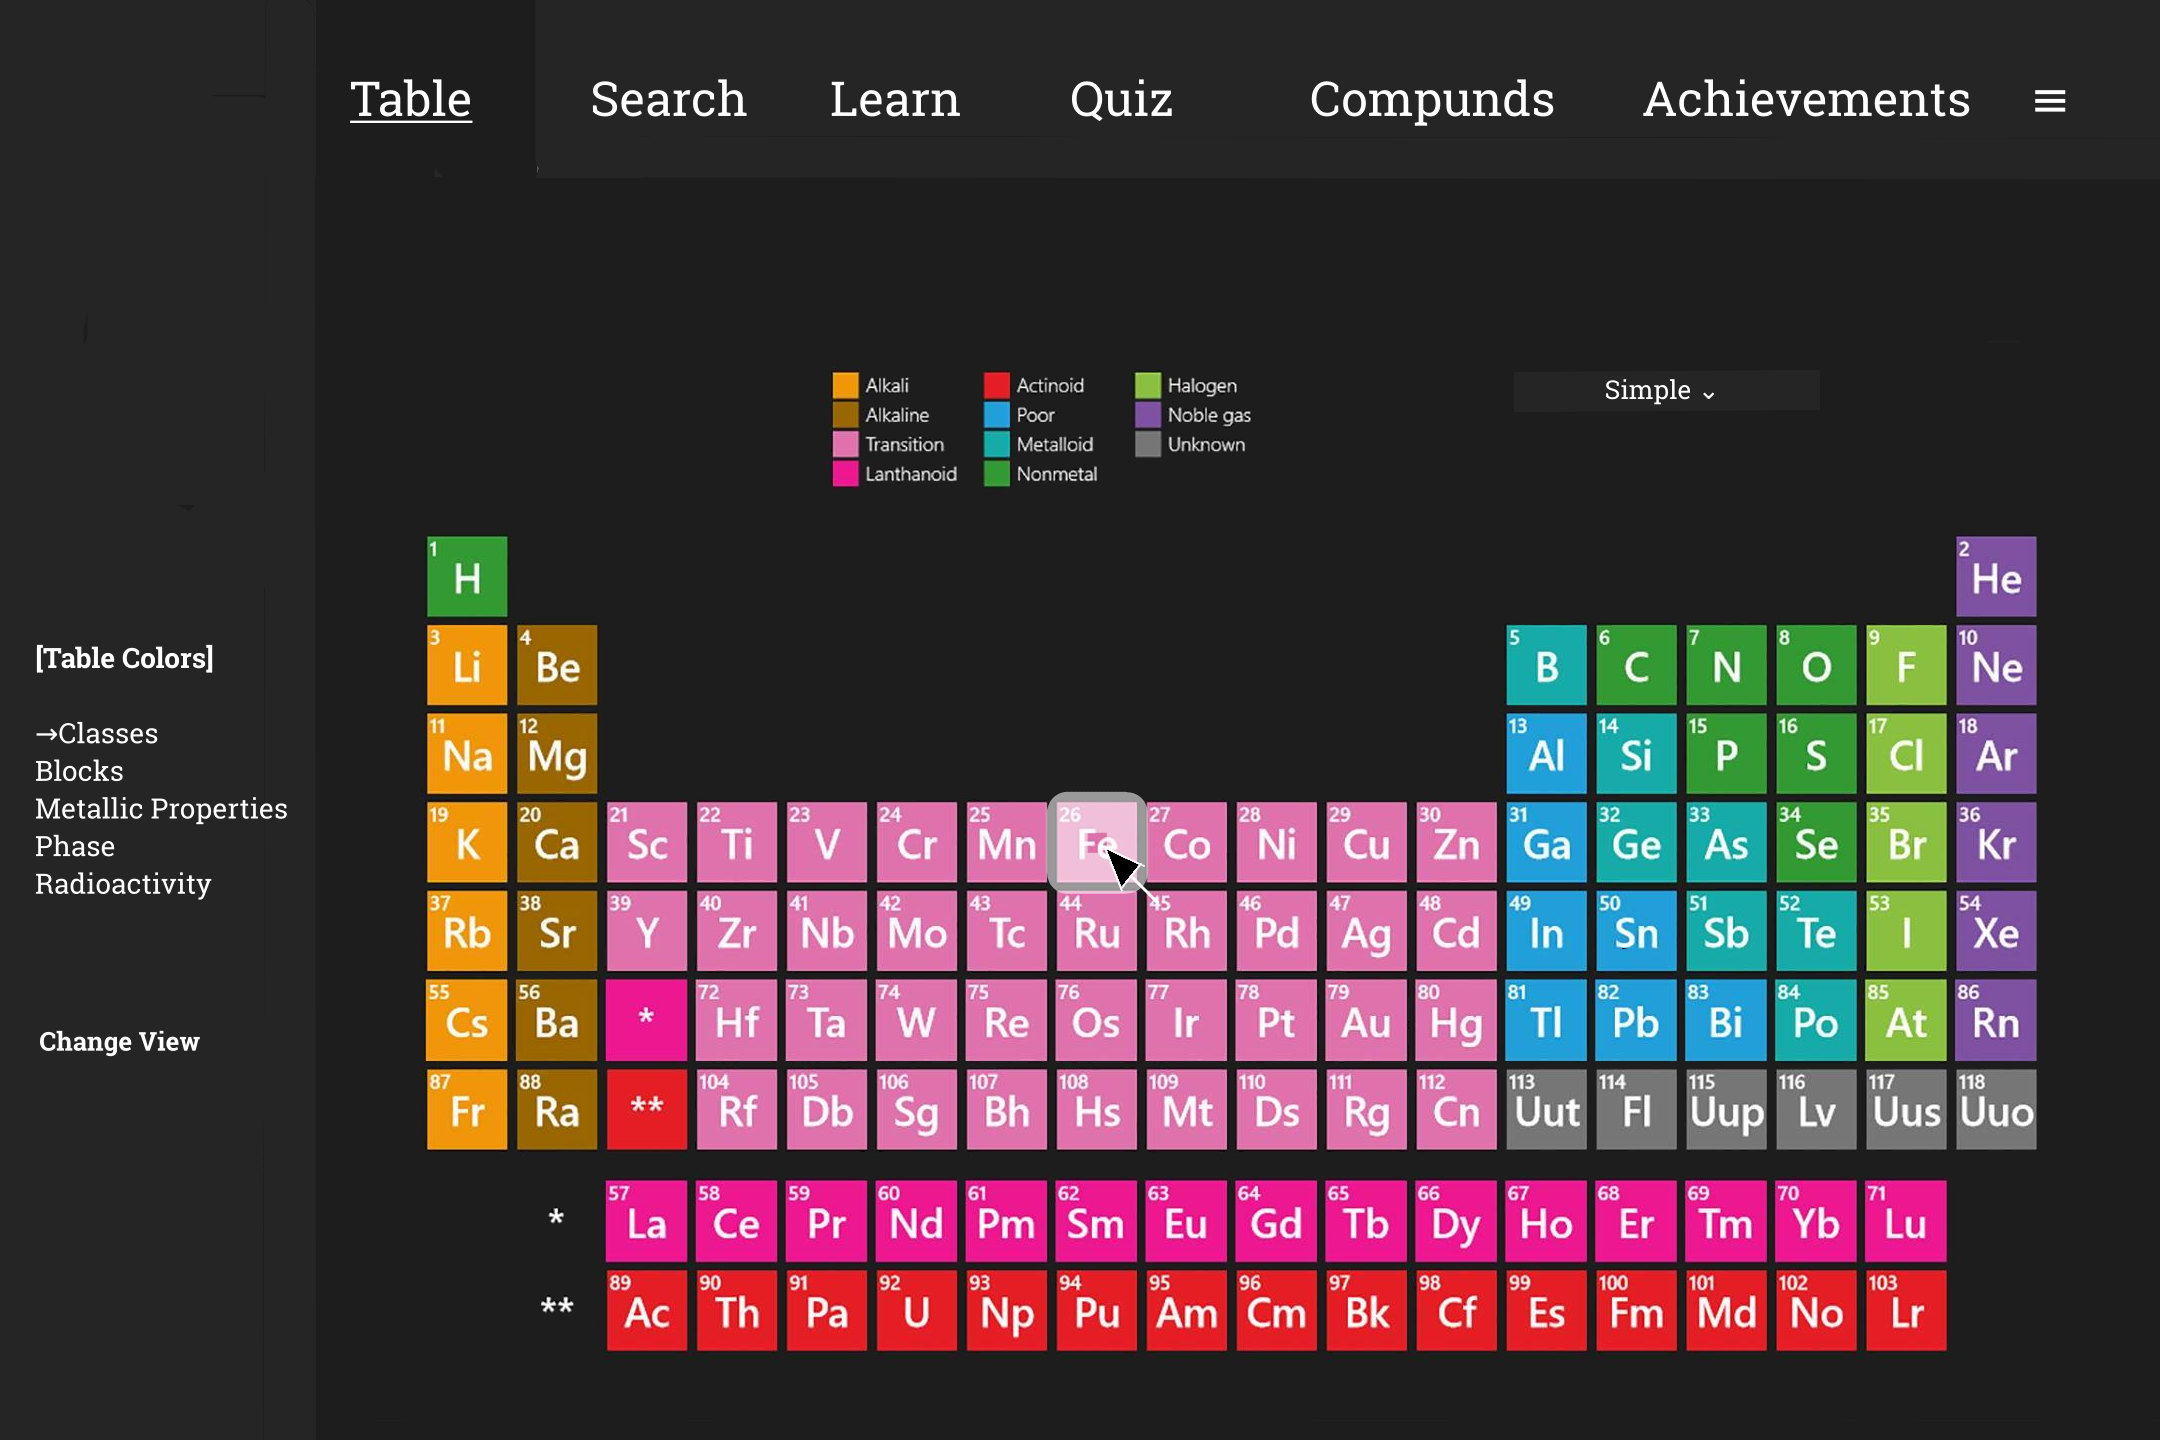 Table Search Learn Quiz Compunds Achievements
Alkali Actinoid Halogen
Alkaline Poor Noble gas
Transition Metalloid Unknown
Lanthanoid Nonmetal
Simple
[Table Colors]
→Classes
Blocks
Metallic Properties
Phase
Radioactivity
Change View
1 H 2 He
3 Li 4 Be 5 B 6 C 7 N 8 O 9 F 10 Ne
11 Na 12 Mg 13 Al 14 Si 15 P 16 S 17 Cl 18 Ar
19 K 20 Ca 21 Sc 22 Ti 23 V 24 Cr 25 Mn 26 Fe 27 Co 28 Ni 29 Cu 30 Zn 31 Ga 32 Ge 33 As 34 Se 35 Br 36 Kr
37 Rb 38 Sr 39 Y 40 Zr 41 Nb 42 Mo 43 Tc 44 Ru 45 Rh 46 Pd 47 Ag 48 Cd 49 In 50 Sn 51 Sb 52 Te 53 I 54 Xe
55 Cs 56 Ba * 72 Hf 73 Ta 74 W 75 Re 76 Os 77 Ir 78 Pt 79 Au 80 Hg 81 Tl 82 Pb 83 Bi 84 Po 85 At 86 Rn
87 Fr 88 Ra ** 104 Rf 105 Db 106 Sg 107 Bh 108 Hs 109 Mt 110 Ds 111 Rg 112 Cn 113 Uut 114 Fl 115 Uup 116 Lv 117 Uus 118 Uuo
* 57 La 58 Ce 59 Pr 60 Nd 61 Pm 62 Sm 63 Eu 64 Gd 65 Tb 66 Dy 67 Ho 68 Er 69 Tm 70 Yb 71 Lu
** 89 Ac 90 Th 91 Pa 92 U 93 Np 94 Pu 95 Am 96 Cm 97 Bk 98 Cf 99 Es 100 Fm 101 Md 102 No 103 Lr